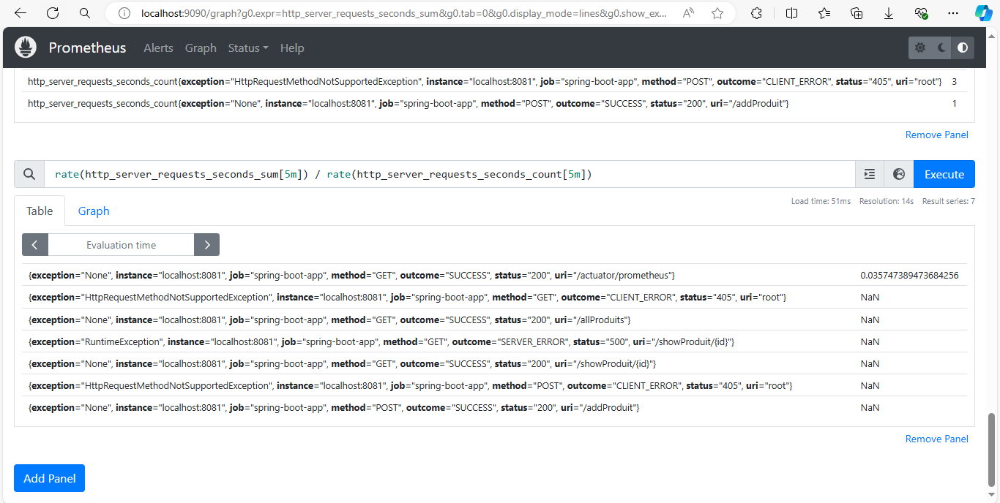 localhost:9090/graph?g0.expr=http_server_requests_seconds_sum&g0.tab=0&g0.display_mode=lines&g0.show_ex...
Prometheus Alerts Graph Status Help
http_server_requests_seconds_count{exception="HttpRequestMethodNotSupportedException", instance="localhost:8081", job="spring-boot-app", method="POST", outcome="CLIENT_ERROR", status="405", uri="root"} 3
http_server_requests_seconds_count{exception="None", instance="localhost:8081", job="spring-boot-app", method="POST", outcome="SUCCESS", status="200", uri="/addProduit"} 1
Remove Panel
rate(http_server_requests_seconds_sum[5m]) / rate(http_server_requests_seconds_count[5m]) Execute
Load time: 51ms Resolution: 14s Result series: 7
Table Graph
Evaluation time
{exception="None", instance="localhost:8081", job="spring-boot-app", method="GET", outcome="SUCCESS", status="200", uri="/actuator/prometheus"} 0.035747389473684256
{exception="HttpRequestMethodNotSupportedException", instance="localhost:8081", job="spring-boot-app", method="GET", outcome="CLIENT_ERROR", status="405", uri="root"} NaN
{exception="None", instance="localhost:8081", job="spring-boot-app", method="GET", outcome="SUCCESS", status="200", uri="/allProduits"} NaN
{exception="RuntimeException", instance="localhost:8081", job="spring-boot-app", method="GET", outcome="SERVER_ERROR", status="500", uri="/showProduit/{id}"} NaN
{exception="None", instance="localhost:8081", job="spring-boot-app", method="GET", outcome="SUCCESS", status="200", uri="/showProduit/{id}"} NaN
{exception="HttpRequestMethodNotSupportedException", instance="localhost:8081", job="spring-boot-app", method="POST", outcome="CLIENT_ERROR", status="405", uri="root"} NaN
{exception="None", instance="localhost:8081", job="spring-boot-app", method="POST", outcome="SUCCESS", status="200", uri="/addProduit"} NaN
Remove Panel
Add Panel